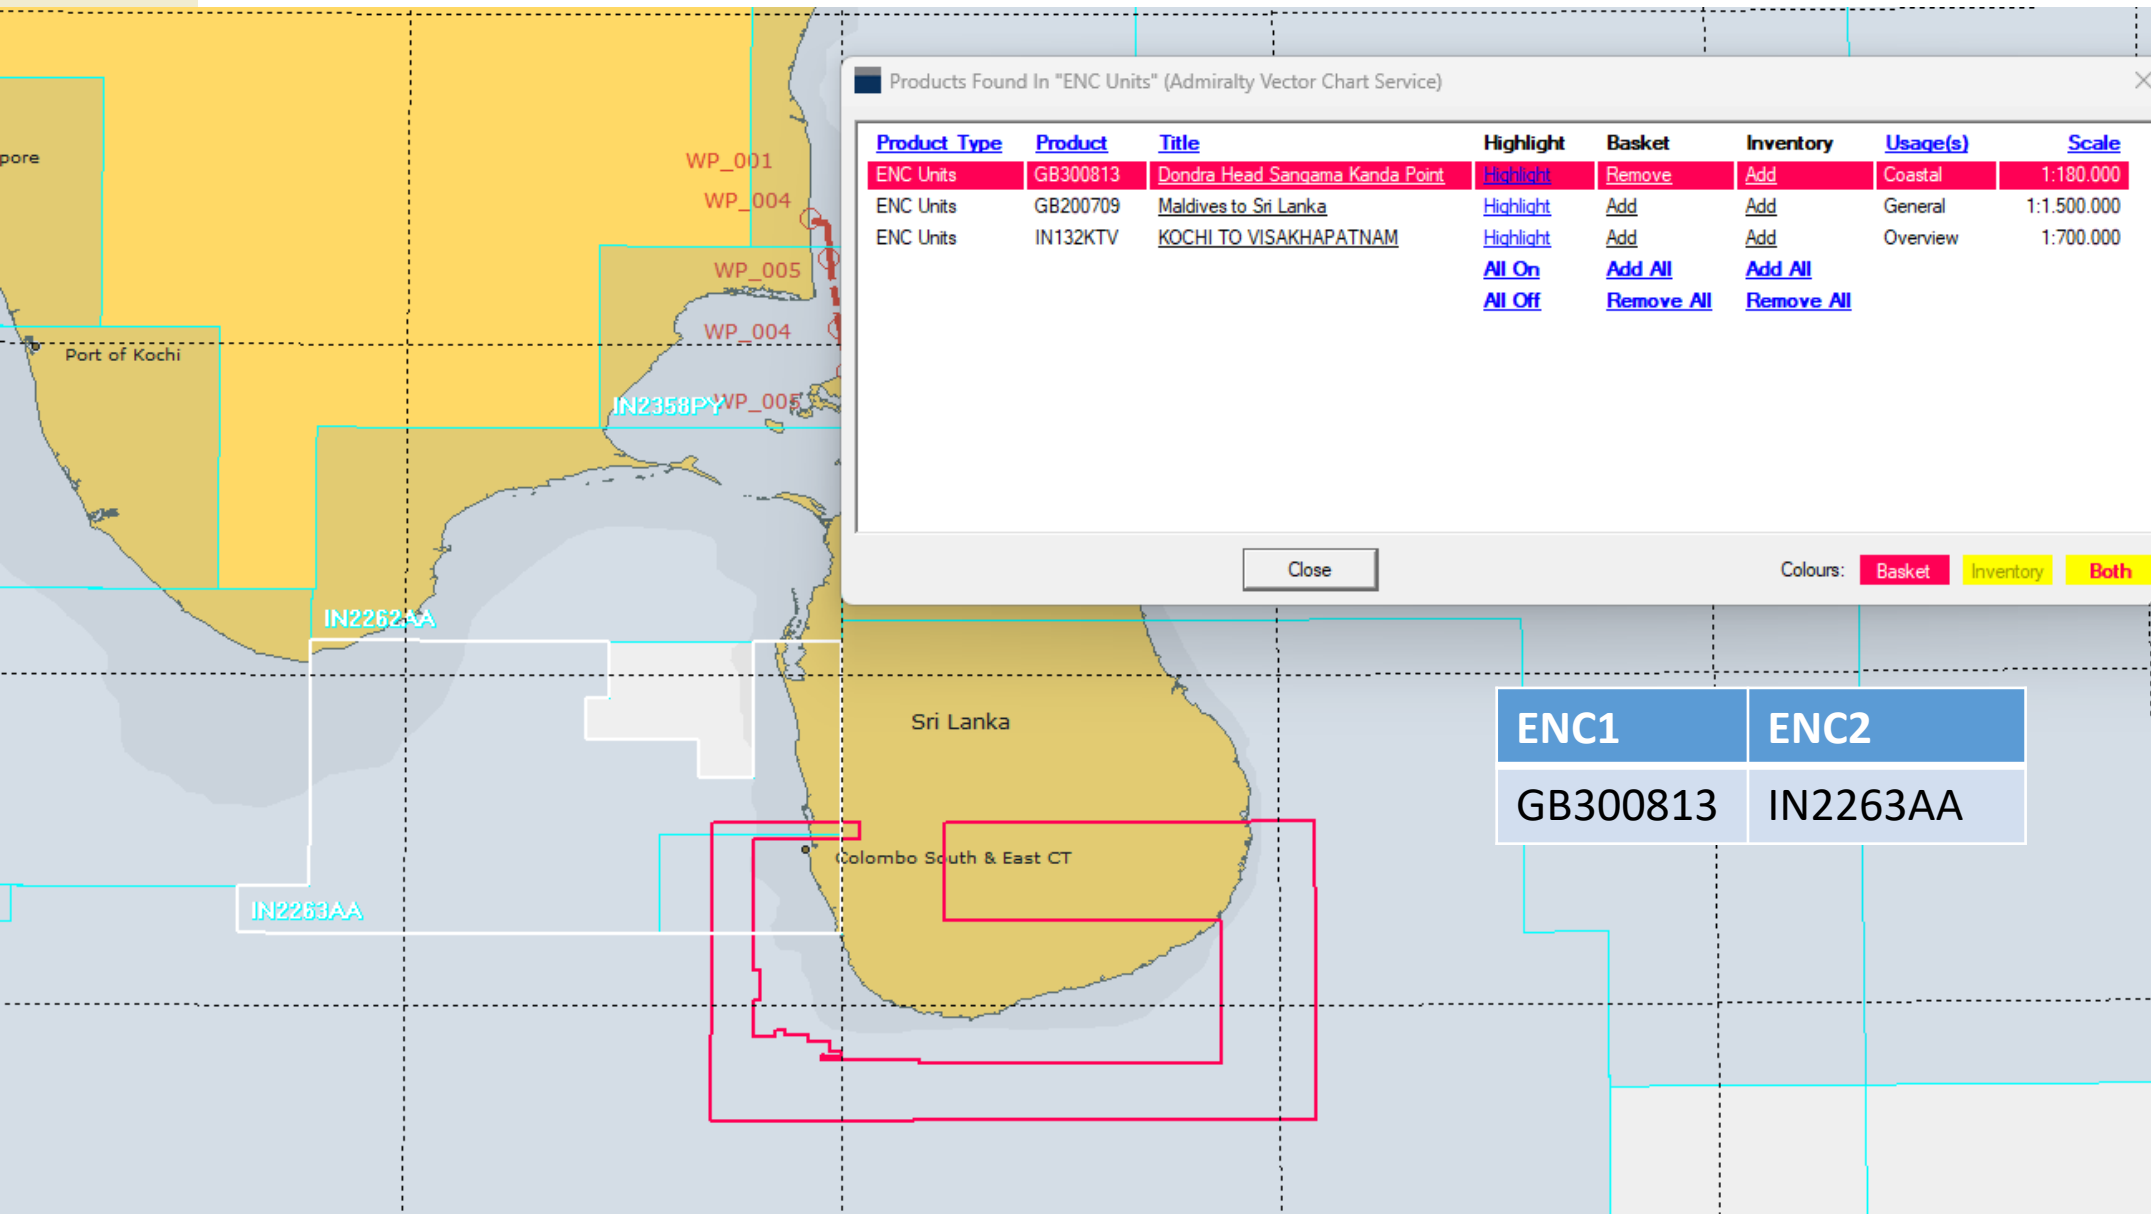 Products Found In "ENC Units" (Admiralty Vector Chart Service)
Product Type Product Title Highlight Basket Inventory Usage(s) Scale
ENC Units GB300813 Dondra Head Sangama Kanda Point Highlight Remove Add Coastal 1:180.000
ENC Units GB200709 Maldives to Sri Lanka Highlight Add Add General 1:1.500.000
ENC Units IN132KTV KOCHI TO VISAKHAPATNAM Highlight Add Add Overview 1:700.000
All On Add All Add All
All Off Remove All Remove All
Close
Colours: Basket Inventory Both
pore
WP_001
WP_004
WP_005
WP_004
Port of Kochi
IN2358PY
WP_005
IN2262AA
Sri Lanka
ENC1 ENC2
GB300813 IN2263AA
Colombo South & East CT
IN2263AA